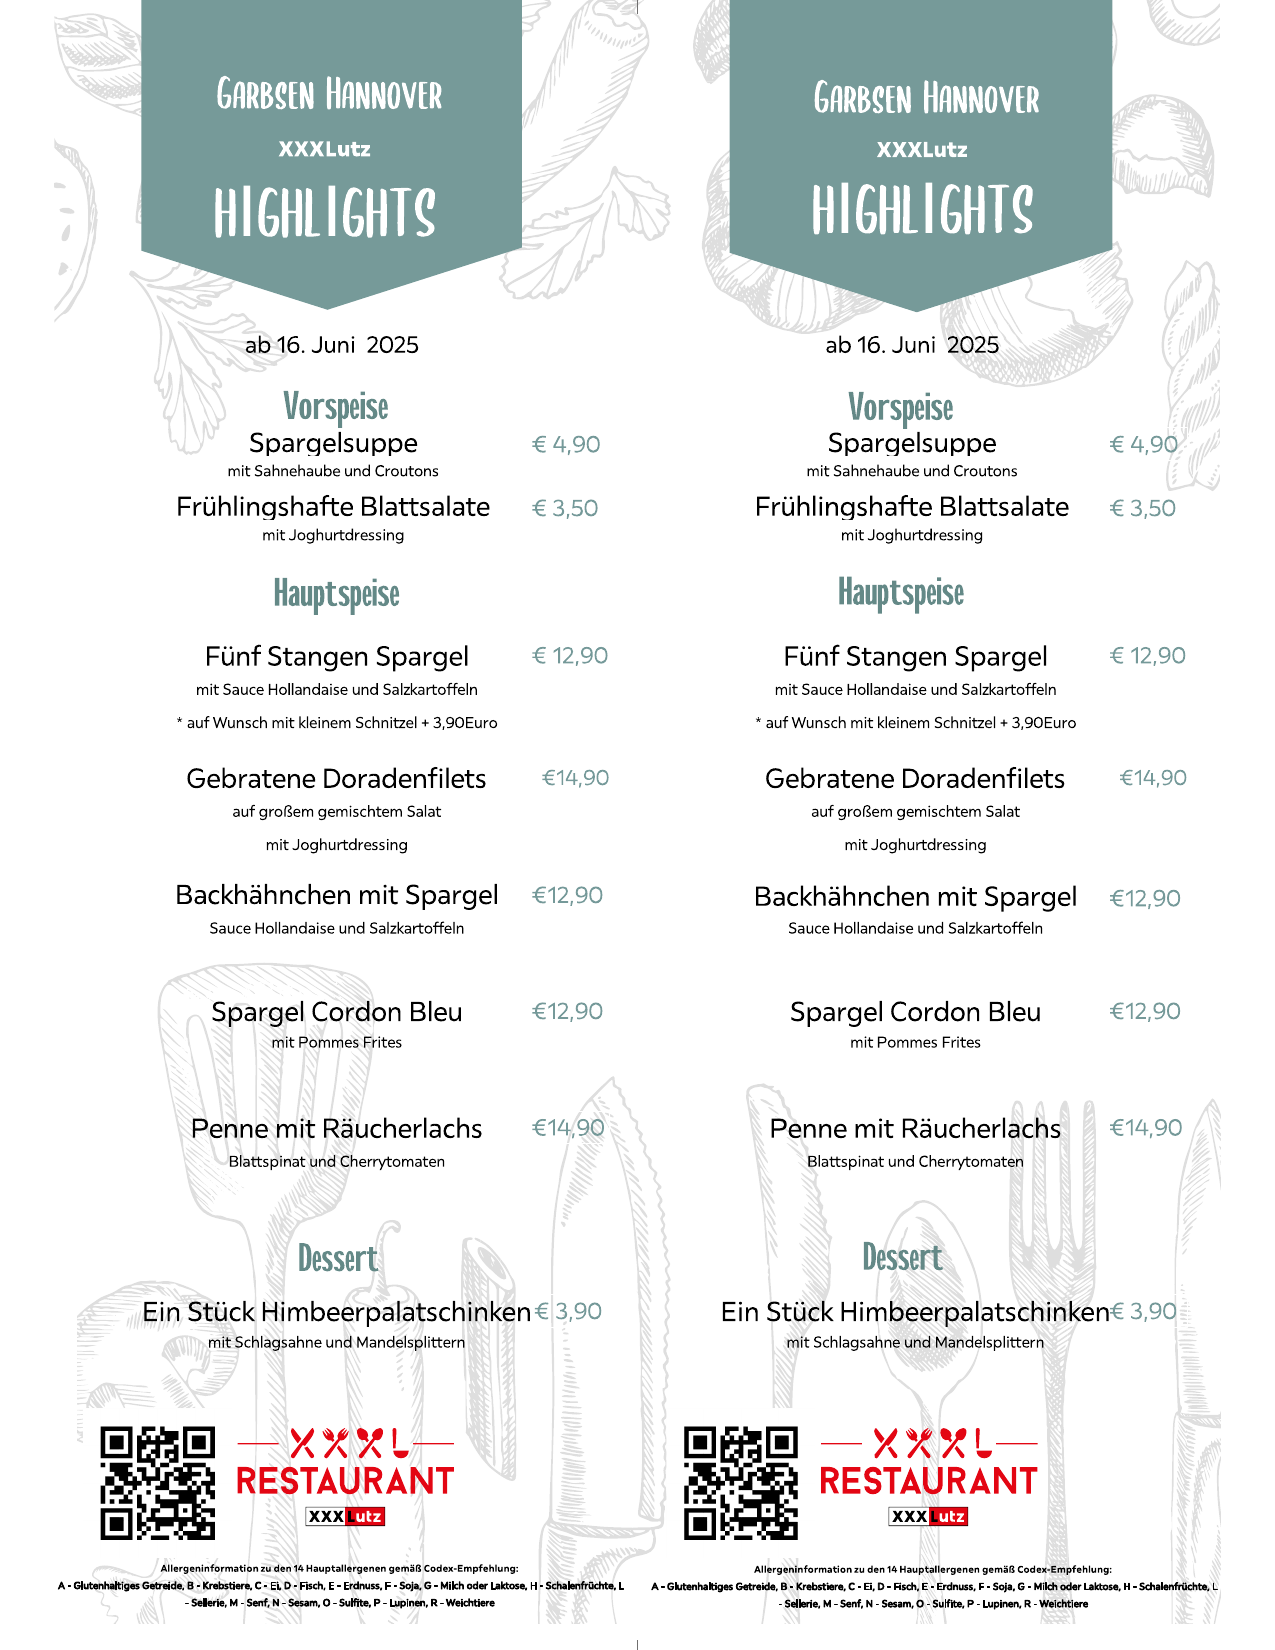 Garbsen Hannover
XXXLutz
HIGHLIGHTS
ab 16. Juni 2025
Vorspeise
Spargelsuppe € 4,90
mit Sahnehaube und Croutons
Frühlingshafte Blattsalate € 3,50
mit Joghurtdressing
Hauptspeise
Fünf Stangen Spargel € 12,90
mit Sauce Hollandaise und Salzkartoffeln
* auf Wunsch mit kleinem Schnitzel + 3,90Euro
Gebratene Doradenfilets €14,90
auf großem gemischtem Salat
mit Joghurtdressing
Backhähnchen mit Spargel €12,90
Sauce Hollandaise und Salzkartoffeln
Spargel Cordon Bleu €12,90
mit Pommes Frites
Penne mit Räucherlachs €14,90
Blattspinat und Cherrytomaten
Dessert
Ein Stück Himbeerpalatschinken € 3,90
mit Schlagsahne und Mandelsplittern
XXXL
RESTAURANT
XXXLutz
Allergeninformation zu den 14 Hauptallergenen gemäß Codex-Empfehlung:
A - Glutenhaltiges Getreide, B - Krebstiere, C - Ei, D - Fisch, E - Erdnuss, F - Soja, G - Milch oder Laktose, H - Schalenfrüchte, L
- Sellerie, M - Senf, N - Sesam, O - Sulfite, P - Lupinen, R - Weichtiere
Garbsen Hannover
XXXLutz
HIGHLIGHTS
ab 16. Juni 2025
Vorspeise
Spargelsuppe € 4,90
mit Sahnehaube und Croutons
Frühlingshafte Blattsalate € 3,50
mit Joghurtdressing
Hauptspeise
Fünf Stangen Spargel € 12,90
mit Sauce Hollandaise und Salzkartoffeln
* auf Wunsch mit kleinem Schnitzel + 3,90Euro
Gebratene Doradenfilets €14,90
auf großem gemischtem Salat
mit Joghurtdressing
Backhähnchen mit Spargel €12,90
Sauce Hollandaise und Salzkartoffeln
Spargel Cordon Bleu €12,90
mit Pommes Frites
Penne mit Räucherlachs €14,90
Blattspinat und Cherrytomaten
Dessert
Ein Stück Himbeerpalatschinken € 3,90
mit Schlagsahne und Mandelsplittern
XXXL
RESTAURANT
XXXLutz
Allergeninformation zu den 14 Hauptallergenen gemäß Codex-Empfehlung:
A - Glutenhaltiges Getreide, B - Krebstiere, C - Ei, D - Fisch, E - Erdnuss, F - Soja, G - Milch oder Laktose, H - Schalenfrüchte, L
- Sellerie, M - Senf, N - Sesam, O - Sulfite, P - Lupinen, R - Weichtiere